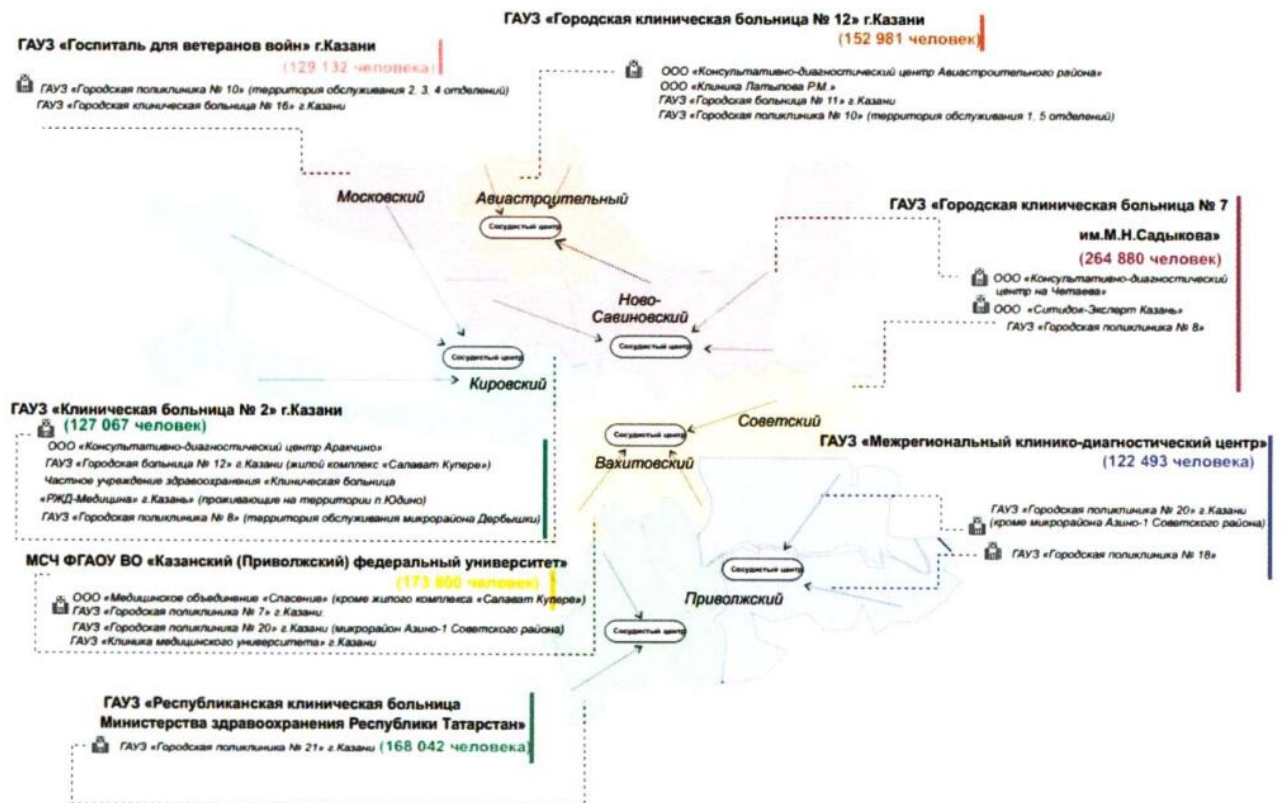 ГАУЗ «Городская клиническая больница № 12» г.Казани
(152 981 человек)
ООО «Консультативно-диагностический центр Авиастроительного района»
ООО «Клиника Латыпова Р.М.»
ГАУЗ «Городская больница № 11» г.Казани
ГАУЗ «Городская поликлиника № 10» (территория обслуживания 1, 5 отделений)
ГАУЗ «Госпиталь для ветеранов войн» г.Казани
(129 132 человека)
ГАУЗ «Городская поликлиника № 10» (территория обслуживания 2, 3, 4 отделений)
ГАУЗ «Городская клиническая больница № 16» г.Казани
Московский
Авиастроительный
Сосудистый центр
ГАУЗ «Городская клиническая больница № 7
им.М.Н.Садыкова»
(264 880 человек)
ООО «Консультативно-диагностический
центр на Четаева»
ООО «Ситидок-Эксперт Казань»
ГАУЗ «Городская поликлиника № 8»
Ново-
Савиновский
Сосудистый центр
Сосудистый центр
Кировский
ГАУЗ «Клиническая больница № 2» г.Казани
(127 067 человек)
ООО «Консультативно-диагностический центр Аракчино»
ГАУЗ «Городская больница № 12» г.Казани (жилой комплекс «Салават Купере»)
Частное учреждение здравоохранения «Клиническая больница
«РЖД-Медицина» г.Казань» (проживающие на территории п.Юдино)
ГАУЗ «Городская поликлиника № 8» (территория обслуживания микрорайона Дербышки)
Советский
Сосудистый центр
Вахитовский
ГАУЗ «Межрегиональный клинико-диагностический центр»
(122 493 человека)
ГАУЗ «Городская поликлиника № 20» г.Казани
(кроме микрорайона Азино-1 Советского района)
ГАУЗ «Городская поликлиника № 18»
Сосудистый центр
Приволжский
МСЧ ФГАОУ ВО «Казанский (Приволжский) федеральный университет»
(173 800 человек)
ООО «Медицинское объединение «Спасение» (кроме жилого комплекса «Салават Купере»)
ГАУЗ «Городская поликлиника № 7» г.Казани:
ГАУЗ «Городская поликлиника № 20» г.Казани (микрорайон Азино-1 Советского района)
ГАУЗ «Клиника медицинского университета» г.Казани
Сосудистый центр
ГАУЗ «Республиканская клиническая больница
Министерства здравоохранения Республики Татарстан»
ГАУЗ «Городская поликлиника № 21» г.Казани (168 042 человека)